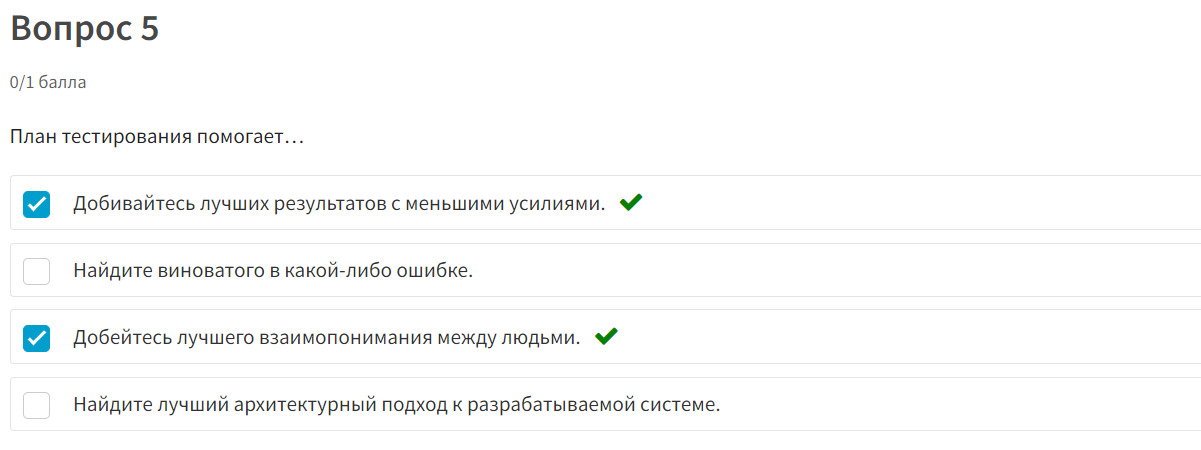 Вопрос 5
0/1 балла
План тестирования помогает…
Добивайтесь лучших результатов с меньшими усилиями.
Найдите виноватого в какой-либо ошибке.
Добейтесь лучшего взаимопонимания между людьми.
Найдите лучший архитектурный подход к разрабатываемой системе.